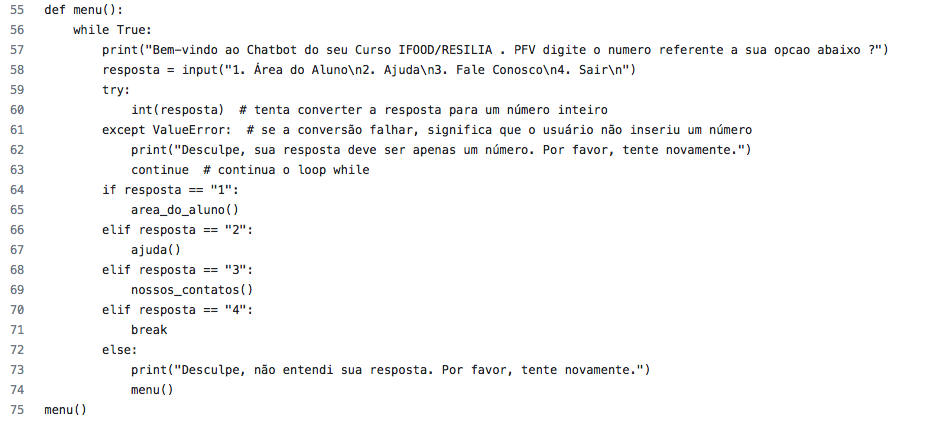 55 def menu():
56     while True:
57         print("Bem-vindo ao Chatbot do seu Curso IFOOD/RESILIA . PFV digite o numero referente a sua opcao abaixo ?")
58         resposta = input("1. Área do Aluno\n2. Ajuda\n3. Fale Conosco\n4. Sair\n")
59         try:
60             int(resposta)  # tenta converter a resposta para um número inteiro
61         except ValueError:  # se a conversão falhar, significa que o usuário não inseriu um número
62             print("Desculpe, sua resposta deve ser apenas um número. Por favor, tente novamente.")
63             continue  # continua o loop while
64         if resposta == "1":
65             area_do_aluno()
66         elif resposta == "2":
67             ajuda()
68         elif resposta == "3":
69             nossos_contatos()
70         elif resposta == "4":
71             break
72         else:
73             print("Desculpe, não entendi sua resposta. Por favor, tente novamente.")
74             menu()
75 menu()